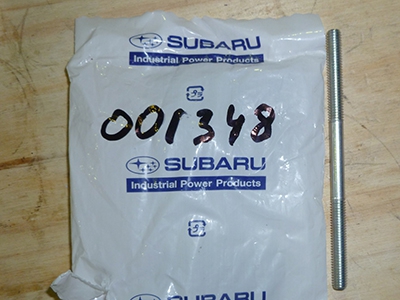 SUBARU
Industrial Power Products
001348
SUBARU
Industrial Power Products
SUBARU